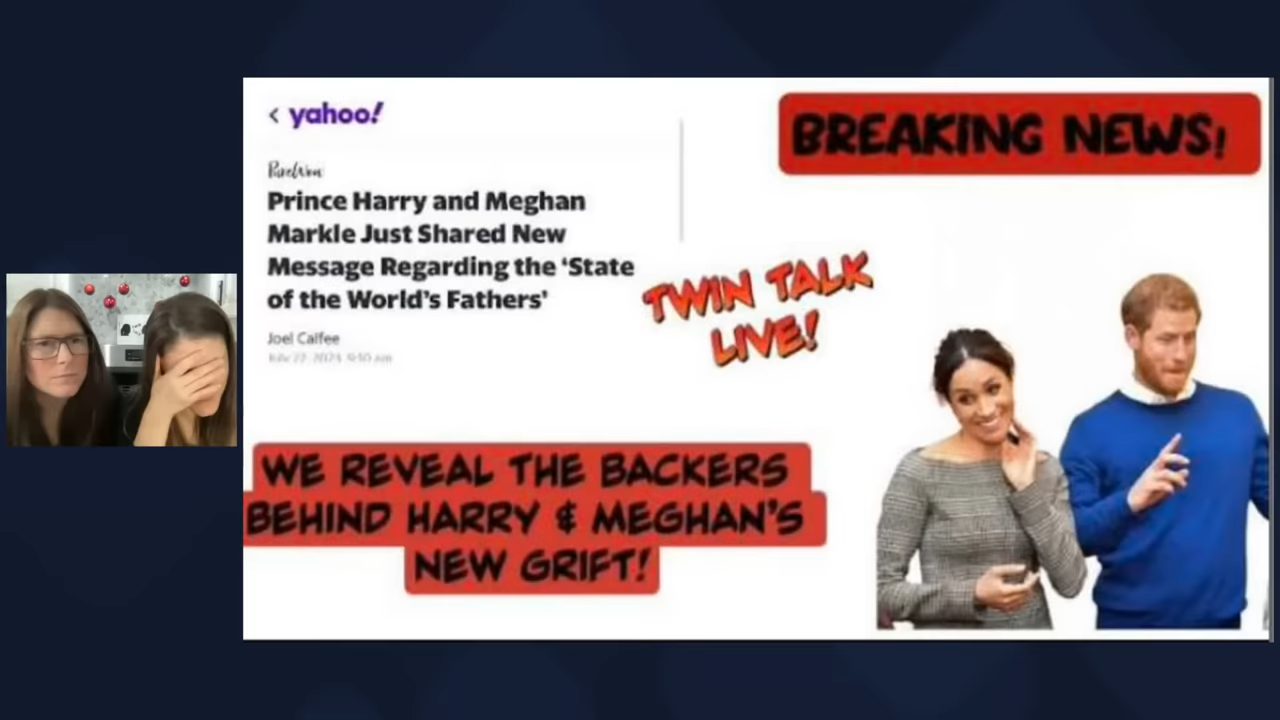 < yahoo!
PureWow
Prince Harry and Meghan
Markle Just Shared New
Message Regarding the ‘State
of the World’s Fathers’
Joel Calfee
BREAKING NEWS!
TWIN TALK
LIVE!
WE REVEAL THE BACKERS
BEHIND HARRY & MEGHAN’S
NEW GRIFT!